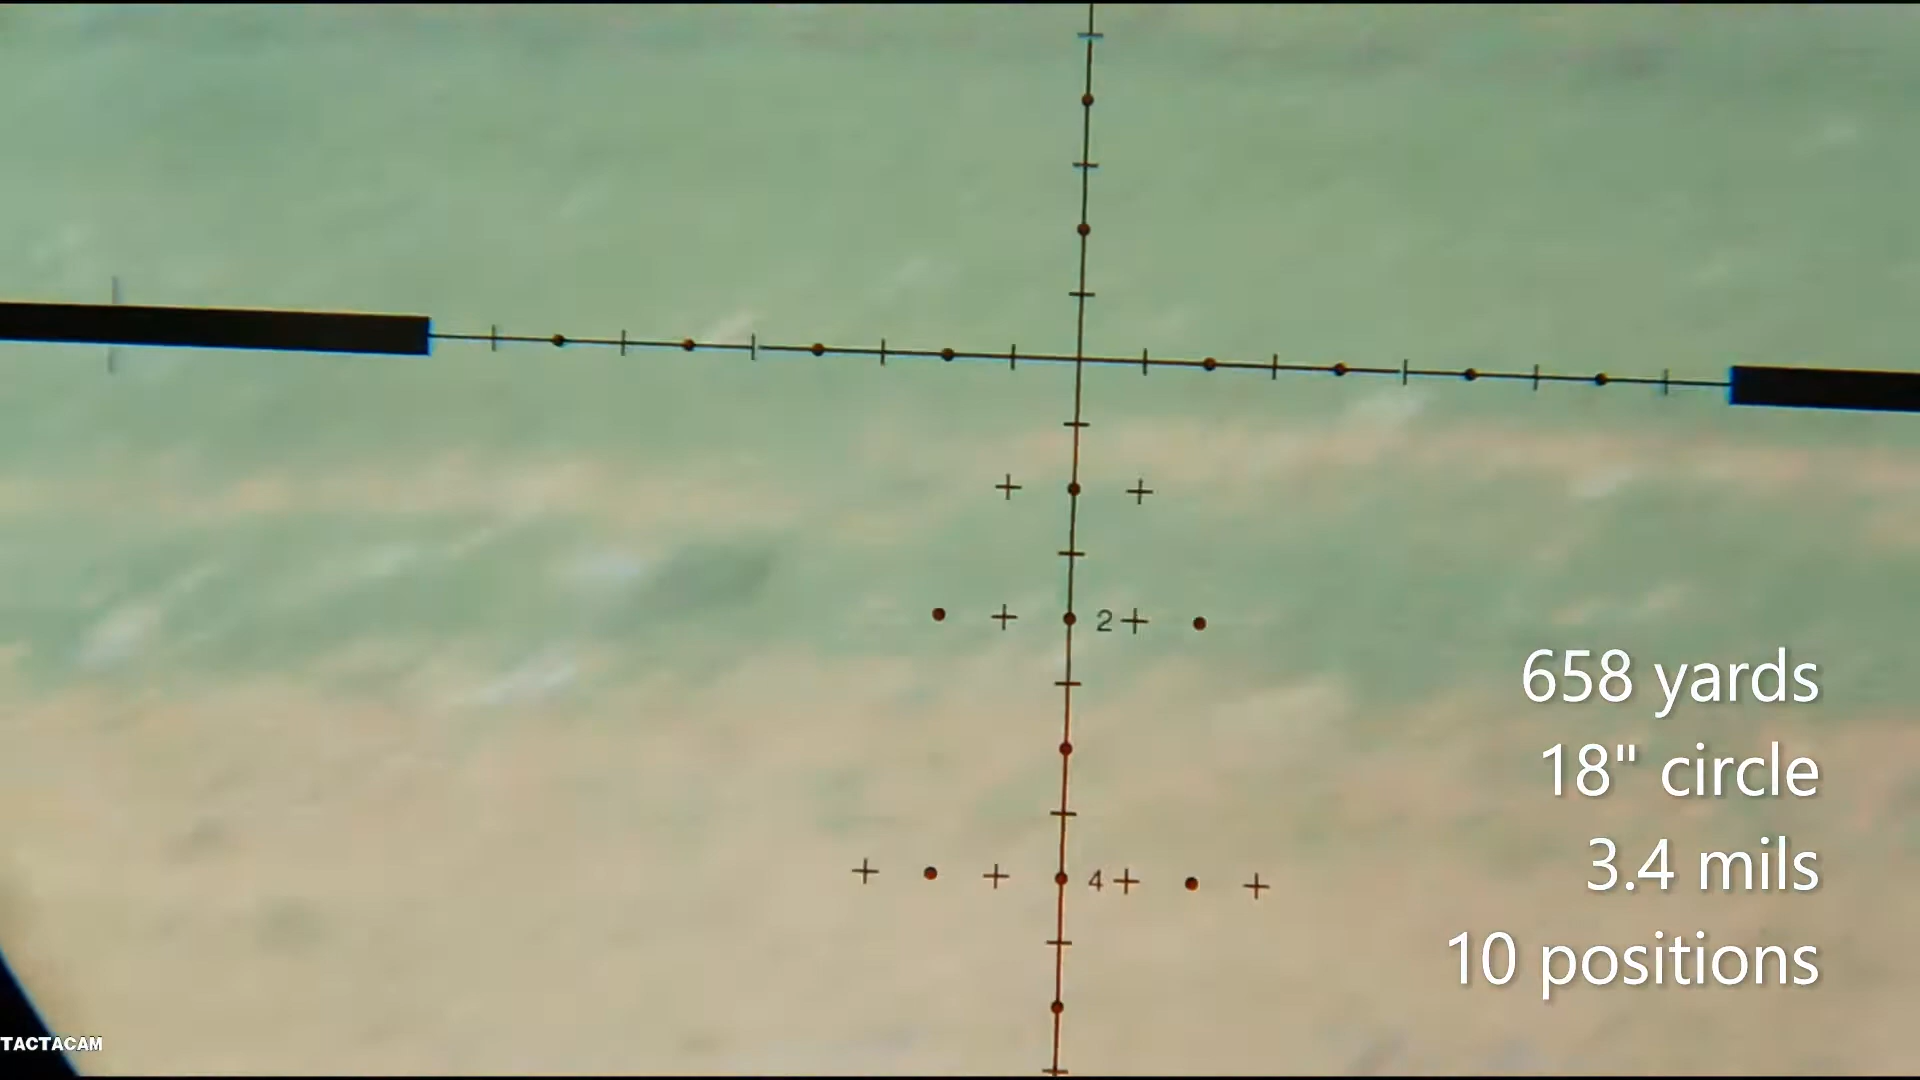 2
4
658 yards
18" circle
3.4 mils
10 positions
TACTACAM